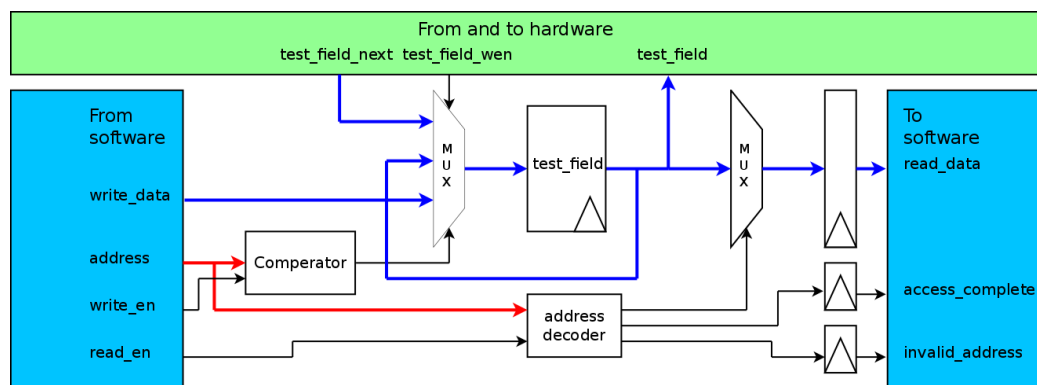 From and to hardware
test_field_next
test_field_wen
test_field
From
software
write_data
address
write_en
read_en
Comperator
M
U
X
test_field
address
decoder
M
U
X
To
software
read_data
access_complete
invalid_address